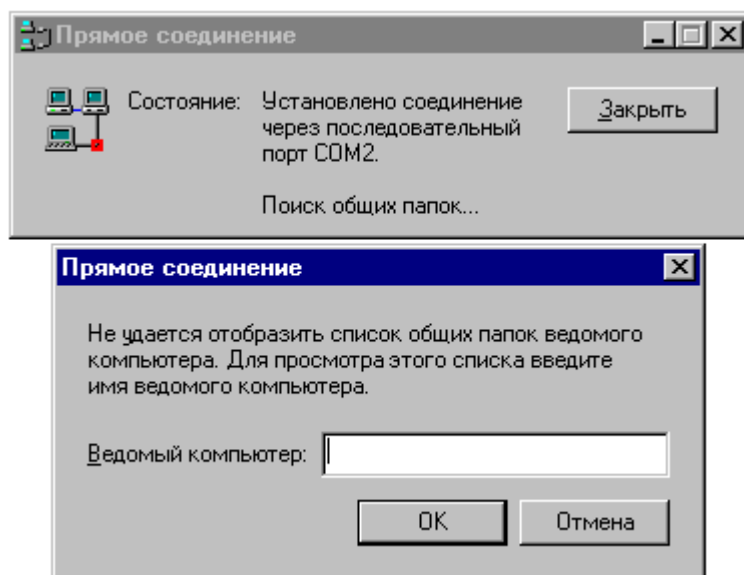 Прямое соединение
Состояние: Установлено соединение
через последовательный
порт COM2.
Закрыть
Поиск общих папок...
Прямое соединение
Не удается отобразить список общих папок ведомого
компьютера. Для просмотра этого списка введите
имя ведомого компьютера.
Ведомый компьютер:
OK
Отмена